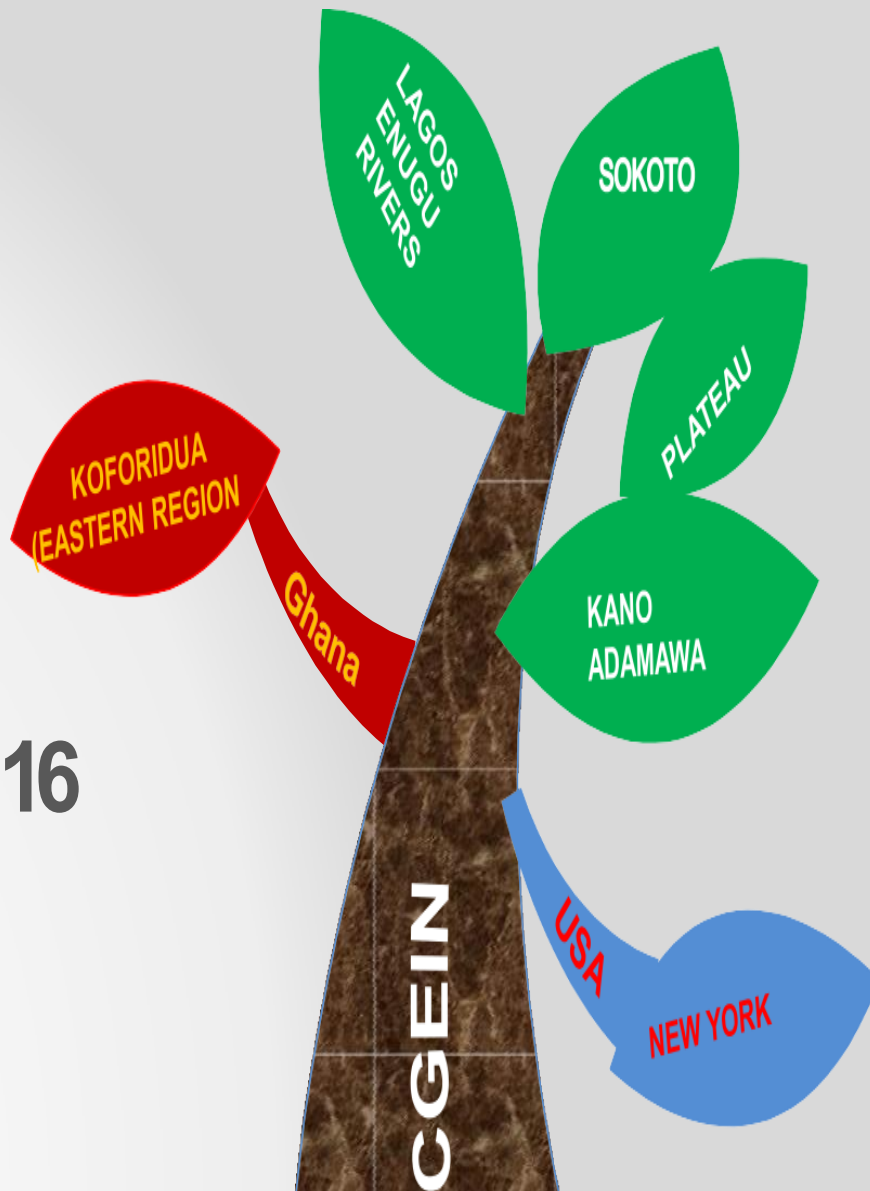 LAGOS
ENUGU
RIVERS
SOKOTO
PLATEAU
KOFORIDUA
(EASTERN REGION
Ghana
KANO
ADAMAWA
16
USA
NEW YORK
CGEIN